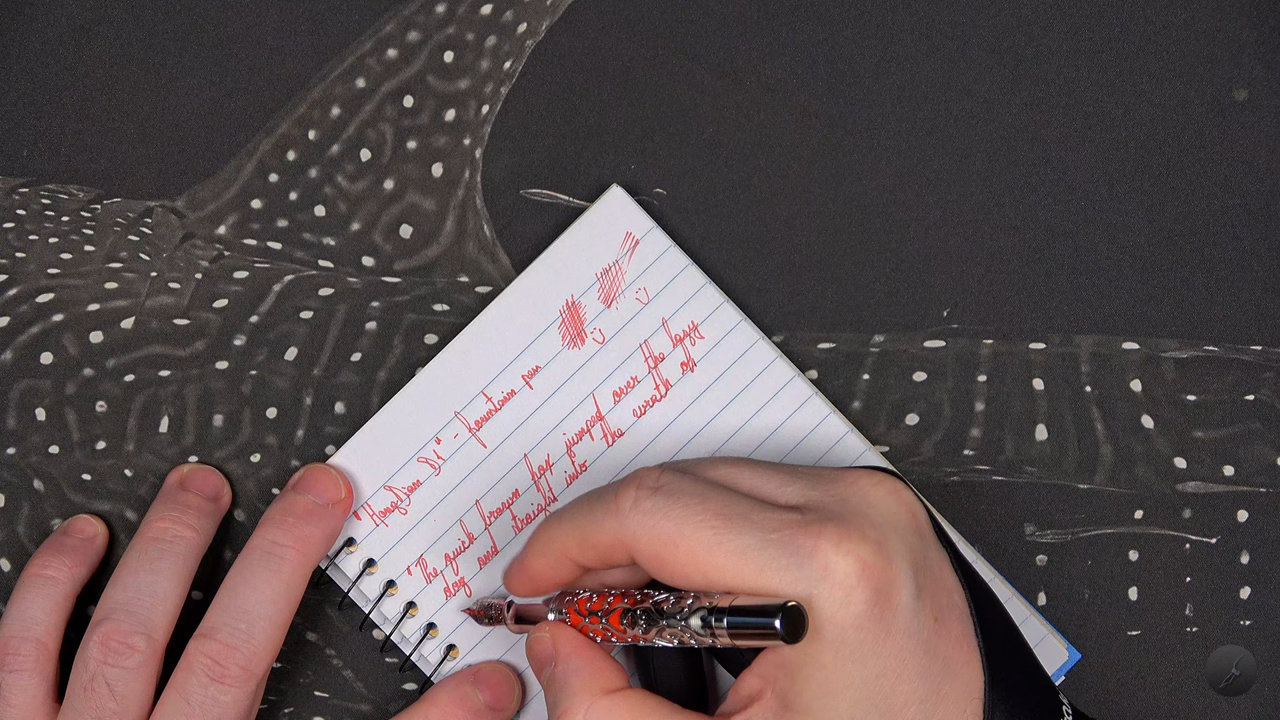 "HongDian D1" - fountain pen
"The quick brown fox jumped over the lazy
dog and straight into the wrath of